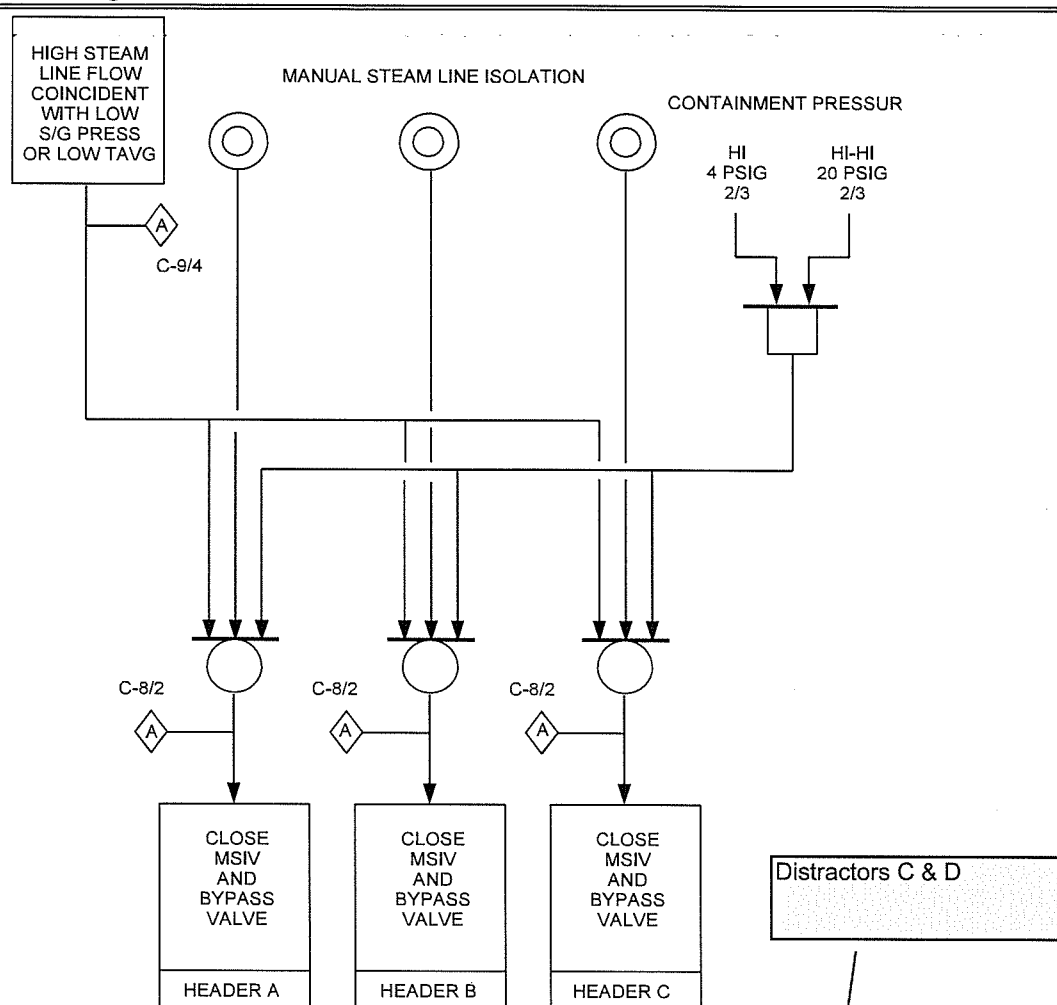 HIGH STEAM
LINE FLOW
COINCIDENT
WITH LOW
S/G PRESS
OR LOW TAVG
MANUAL STEAM LINE ISOLATION
CONTAINMENT PRESSUR
HI
4 PSIG
2/3
HI-HI
20 PSIG
2/3
A
C-9/4
C-8/2
A
C-8/2
A
C-8/2
A
CLOSE
MSIV
AND
BYPASS
VALVE
HEADER A
CLOSE
MSIV
AND
BYPASS
VALVE
HEADER B
CLOSE
MSIV
AND
BYPASS
VALVE
HEADER C
Distractors C & D